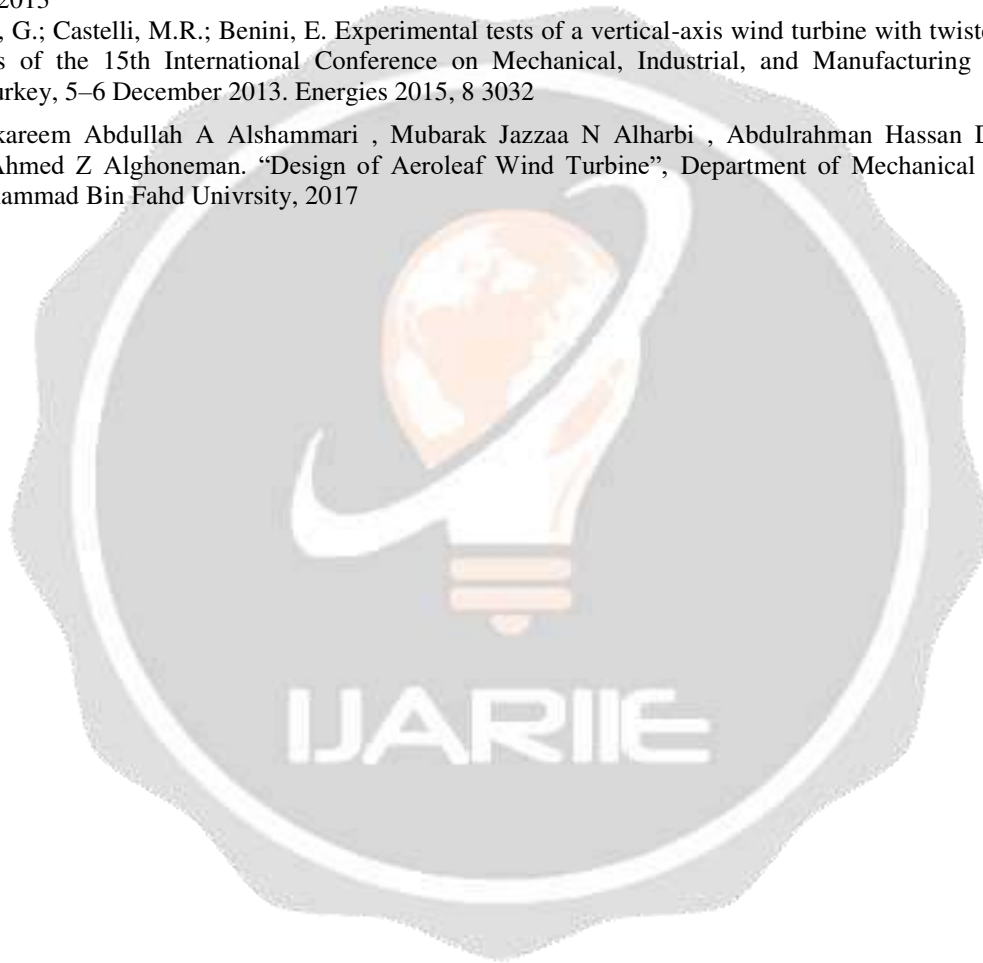 2015
, G.; Castelli, M.R.; Benini, E. Experimental tests of a vertical-axis wind turbine with
s of the 15th International Conference on Mechanical, Industrial, and Manufacturing
urkey, 5–6 December 2013. Energies 2015, 8 3032
kareem Abdullah A Alshammari , Mubarak Jazzaa N Alharbi , Abdulrahman Hassan
Ahmed Z Alghoneman. “Design of Aeroleaf Wind Turbine”, Department of Mechanical
ammad Bin Fahd Univrsity, 2017
IJARIIE